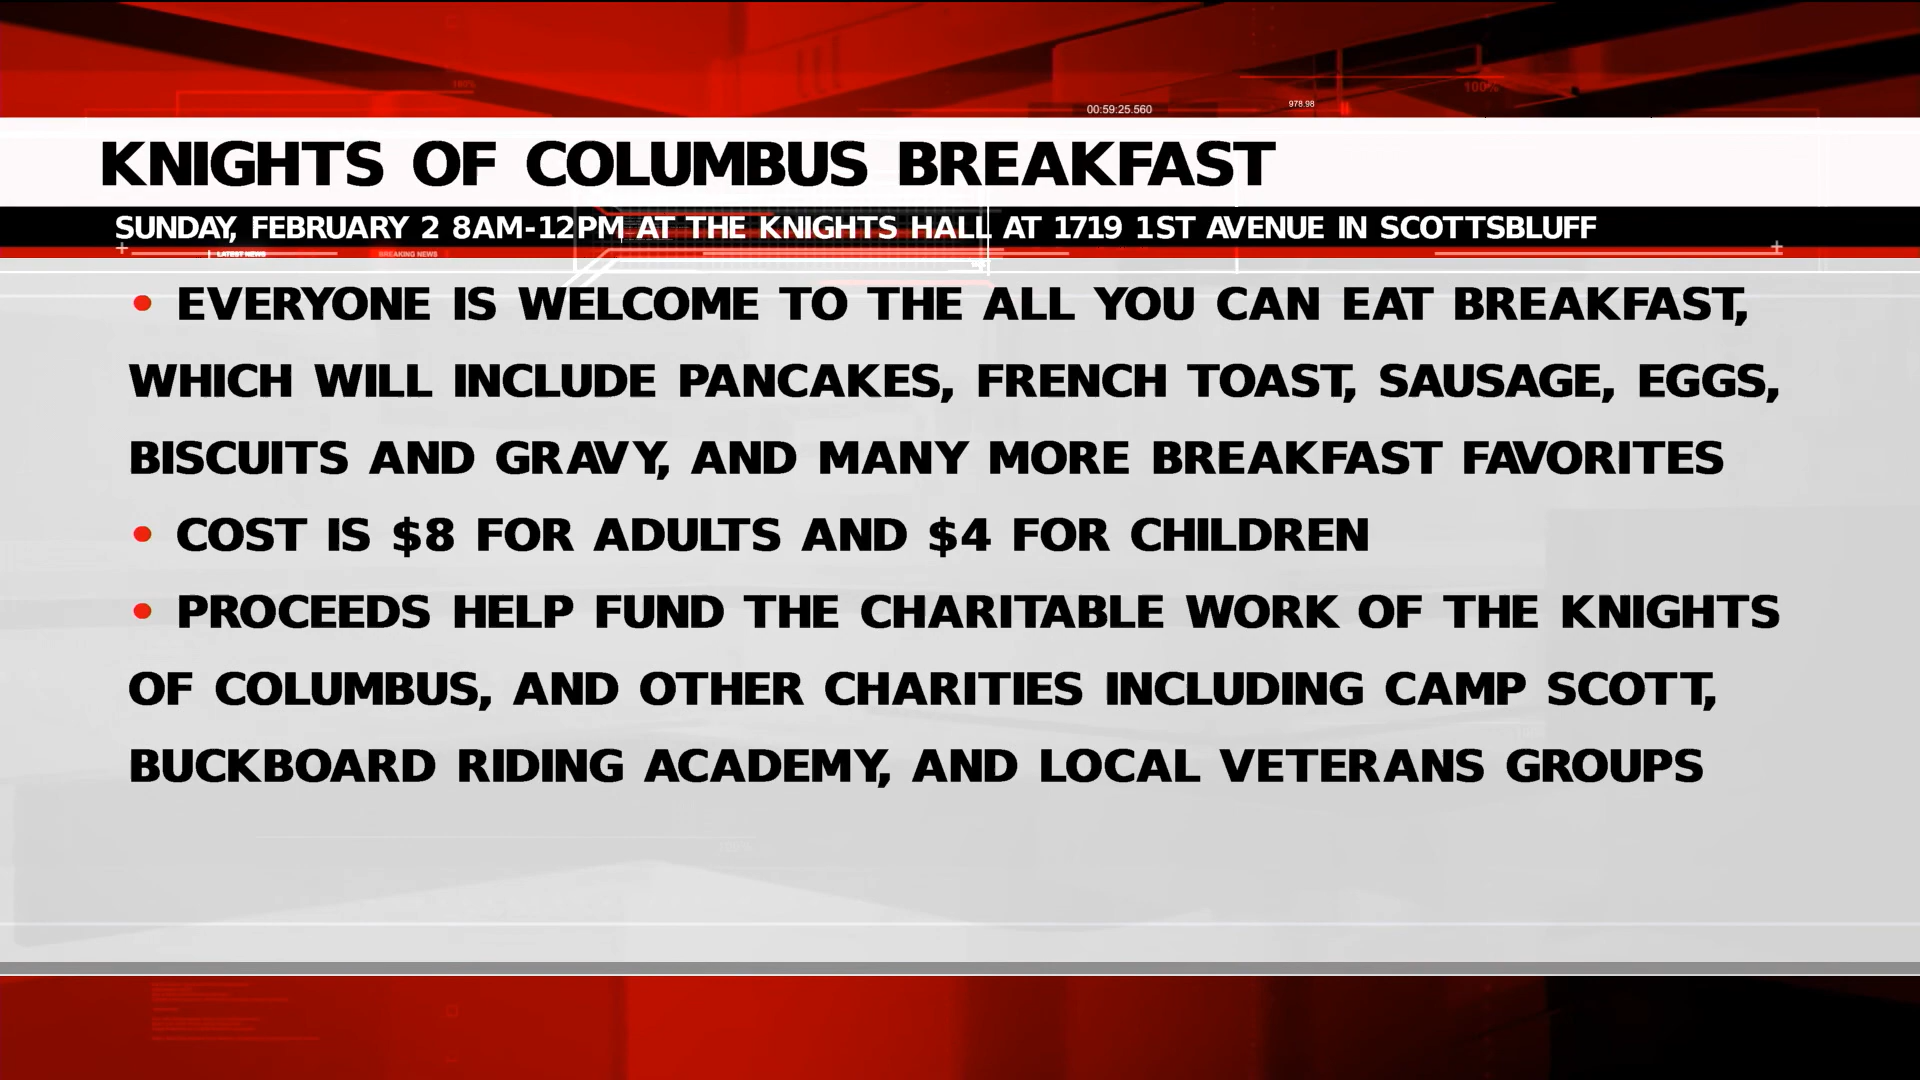 100%
100%
00:59:25.560
978.98
KNIGHTS OF COLUMBUS BREAKFAST
SUNDAY, FEBRUARY 2 8AM-12PM AT THE KNIGHTS HALL AT 1719 1ST AVENUE IN SCOTTSBLUFF
LATEST NEWS
BREAKING NEWS
• EVERYONE IS WELCOME TO THE ALL YOU CAN EAT BREAKFAST,
WHICH WILL INCLUDE PANCAKES, FRENCH TOAST, SAUSAGE, EGGS,
BISCUITS AND GRAVY, AND MANY MORE BREAKFAST FAVORITES
• COST IS $8 FOR ADULTS AND $4 FOR CHILDREN
• PROCEEDS HELP FUND THE CHARITABLE WORK OF THE KNIGHTS
OF COLUMBUS, AND OTHER CHARITIES INCLUDING CAMP SCOTT,
BUCKBOARD RIDING ACADEMY, AND LOCAL VETERANS GROUPS
100%